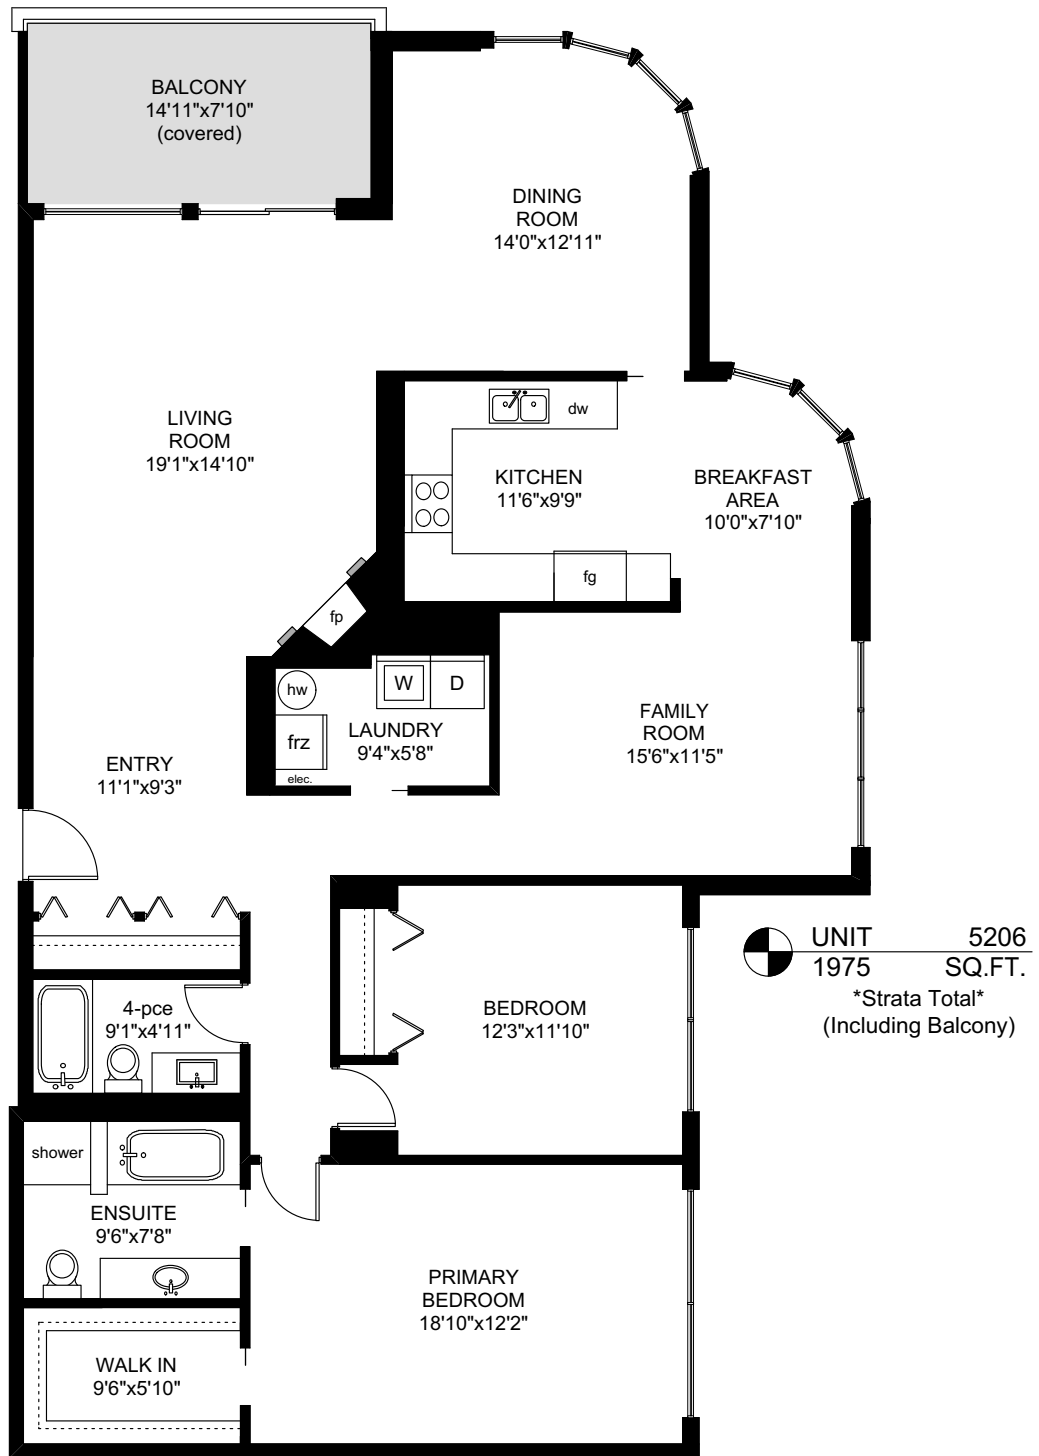 BALCONY
14'11"x7'10"
(covered)
DINING
ROOM
14'0"x12'11"
LIVING
ROOM
19'1"x14'10"
dw
KITCHEN
11'6"x9'9"
BREAKFAST
AREA
10'0"x7'10"
fg
fp
hw
W
D
frz
LAUNDRY
9'4"x5'8"
elec.
FAMILY
ROOM
15'6"x11'5"
ENTRY
11'1"x9'3"
UNIT 5206
1975 SQ.FT.
*Strata Total*
(Including Balcony)
4-pce
9'1"x4'11"
BEDROOM
12'3"x11'10"
shower
ENSUITE
9'6"x7'8"
PRIMARY
BEDROOM
18'10"x12'2"
WALK IN
9'6"x5'10"